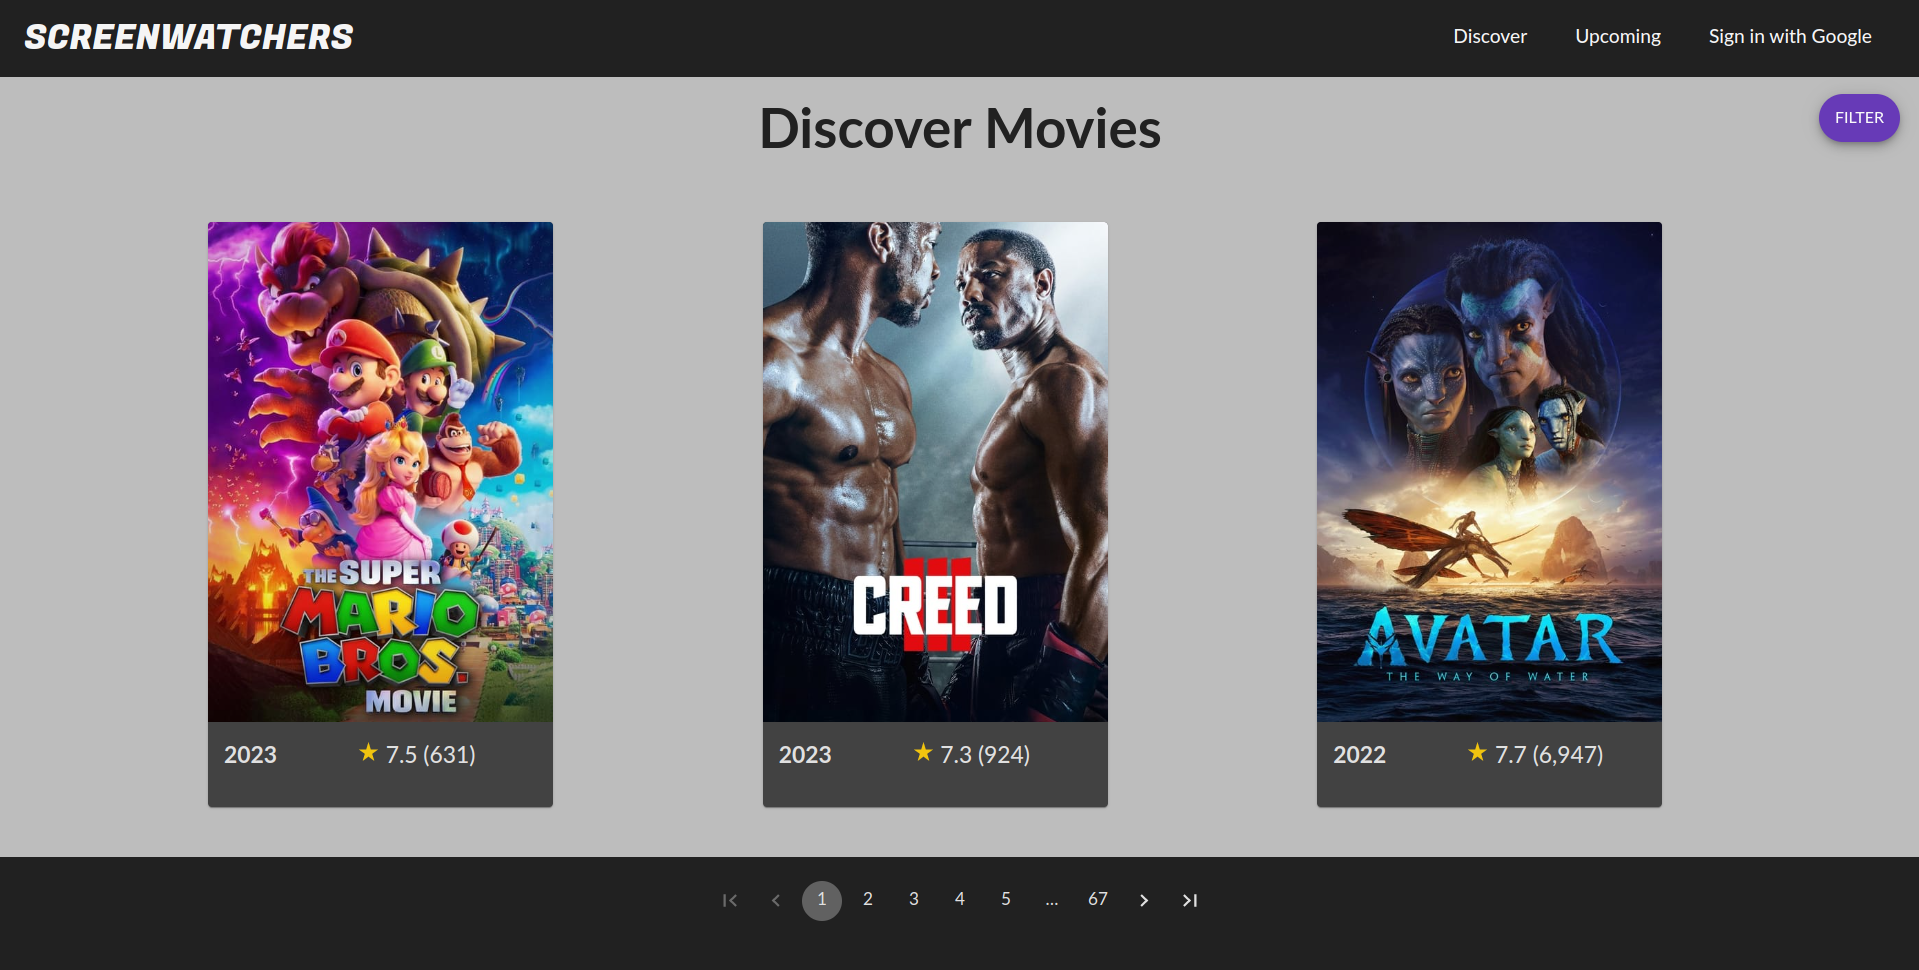 SCREENWATCHERS
Discover Upcoming Sign in with Google
Discover Movies
FILTER
THE SUPER
MARIO
BROS.
MOVIE
2023 ★ 7.5 (631)
III
CREED
2023 ★ 7.3 (924)
AVATAR
THE WAY OF WATER
2022 ★ 7.7 (6,947)
1 2 3 4 5 ... 67